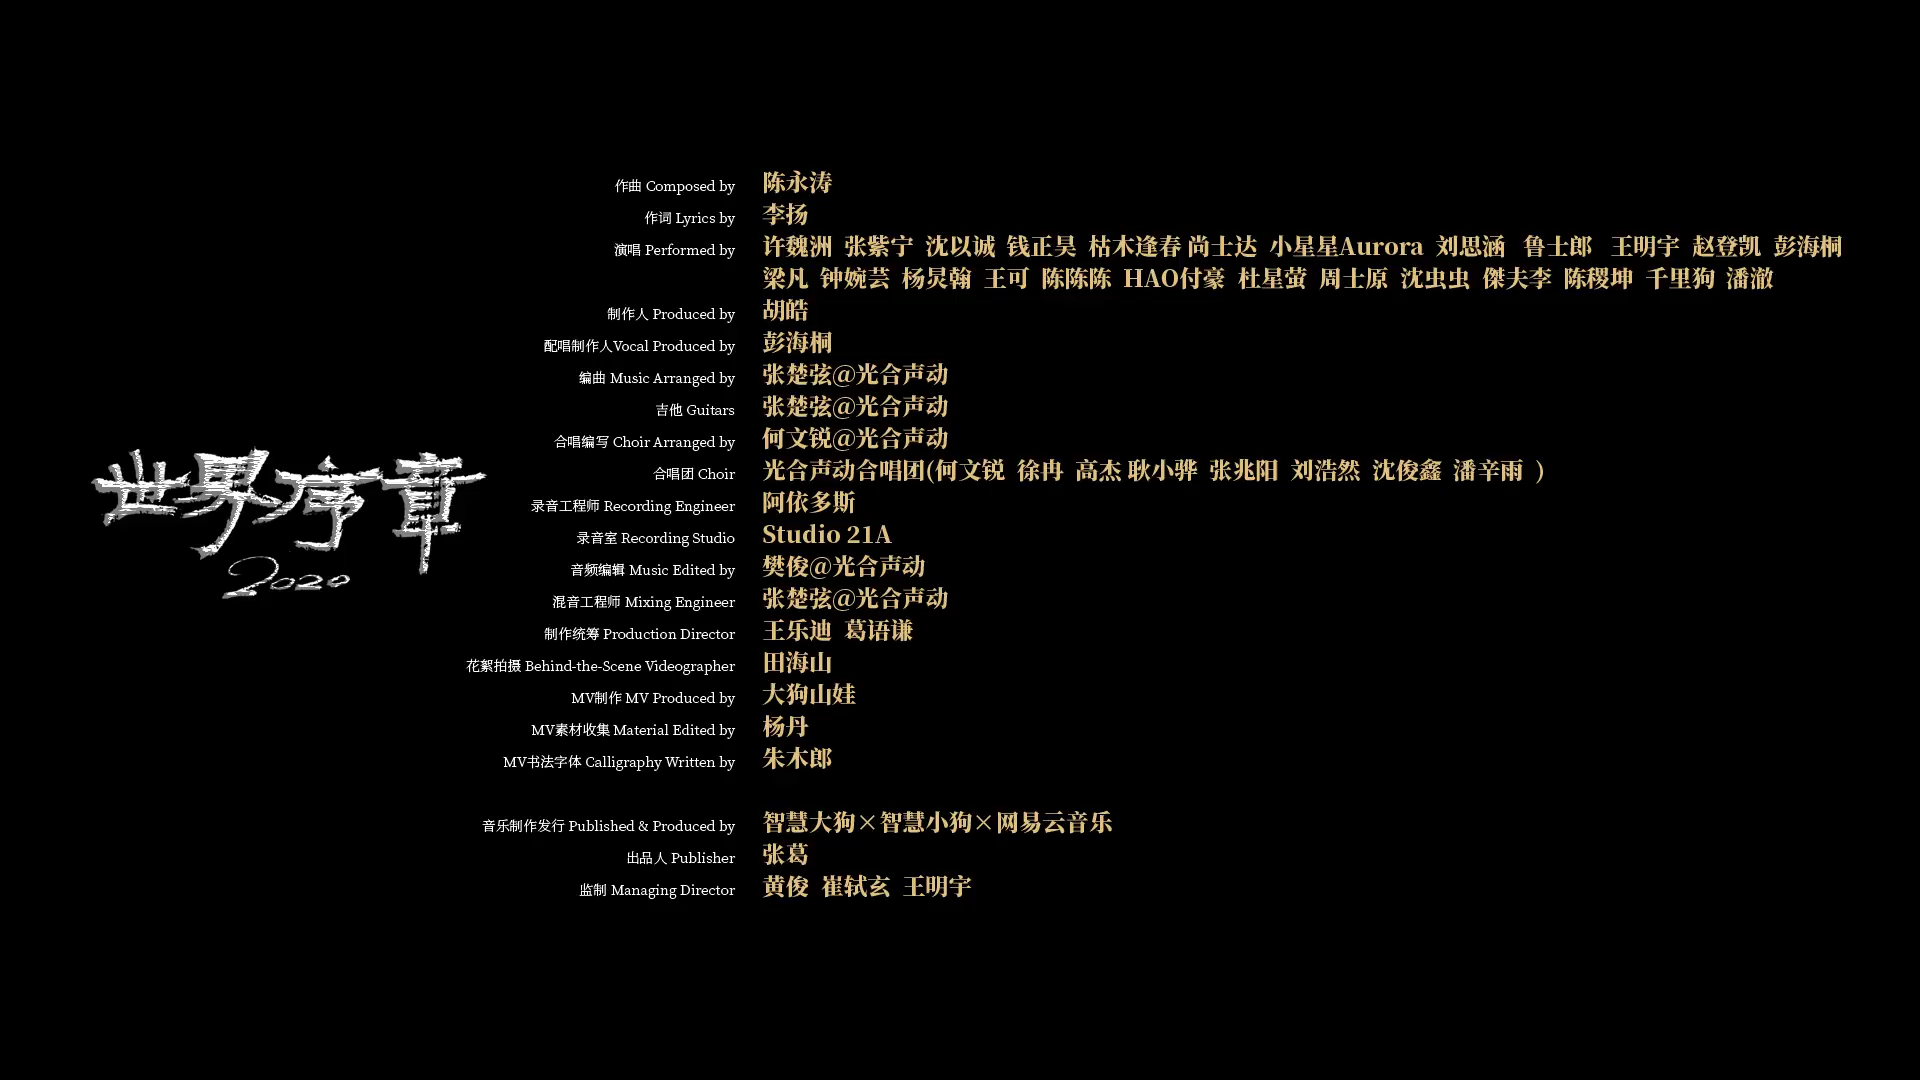 世界序章
2020
作曲 Composed by 陈永涛
作词 Lyrics by 李扬
演唱 Performed by 许魏洲 张紫宁 沈以诚 钱正昊 枯木逢春 尚士达 小星星Aurora 刘思涵 鲁士郎 王明宇 赵登凯 彭海桐
梁凡 钟婉芸 杨炅翰 王可 陈陈陈 HAO付豪 杜星萤 周士原 沈虫虫 傑夫李 陈稷坤 千里狗 潘澈
制作人 Produced by 胡皓
配唱制作人Vocal Produced by 彭海桐
编曲 Music Arranged by 张楚弦@光合声动
吉他 Guitars 张楚弦@光合声动
合唱编写 Choir Arranged by 何文锐@光合声动
合唱团 Choir 光合声动合唱团(何文锐 徐冉 高杰 耿小骅 张兆阳 刘浩然 沈俊鑫 潘辛雨 )
录音工程师 Recording Engineer 阿依多斯
录音室 Recording Studio Studio 21A
音频编辑 Music Edited by 樊俊@光合声动
混音工程师 Mixing Engineer 张楚弦@光合声动
制作统筹 Production Director 王乐迪 葛语谦
花絮拍摄 Behind-the-Scene Videographer 田海山
MV制作 MV Produced by 大狗山娃
MV素材收集 Material Edited by 杨丹
MV书法字体 Calligraphy Written by 朱木郎
音乐制作发行 Published & Produced by 智慧大狗×智慧小狗×网易云音乐
出品人 Publisher 张葛
监制 Managing Director 黄俊 崔轼玄 王明宇